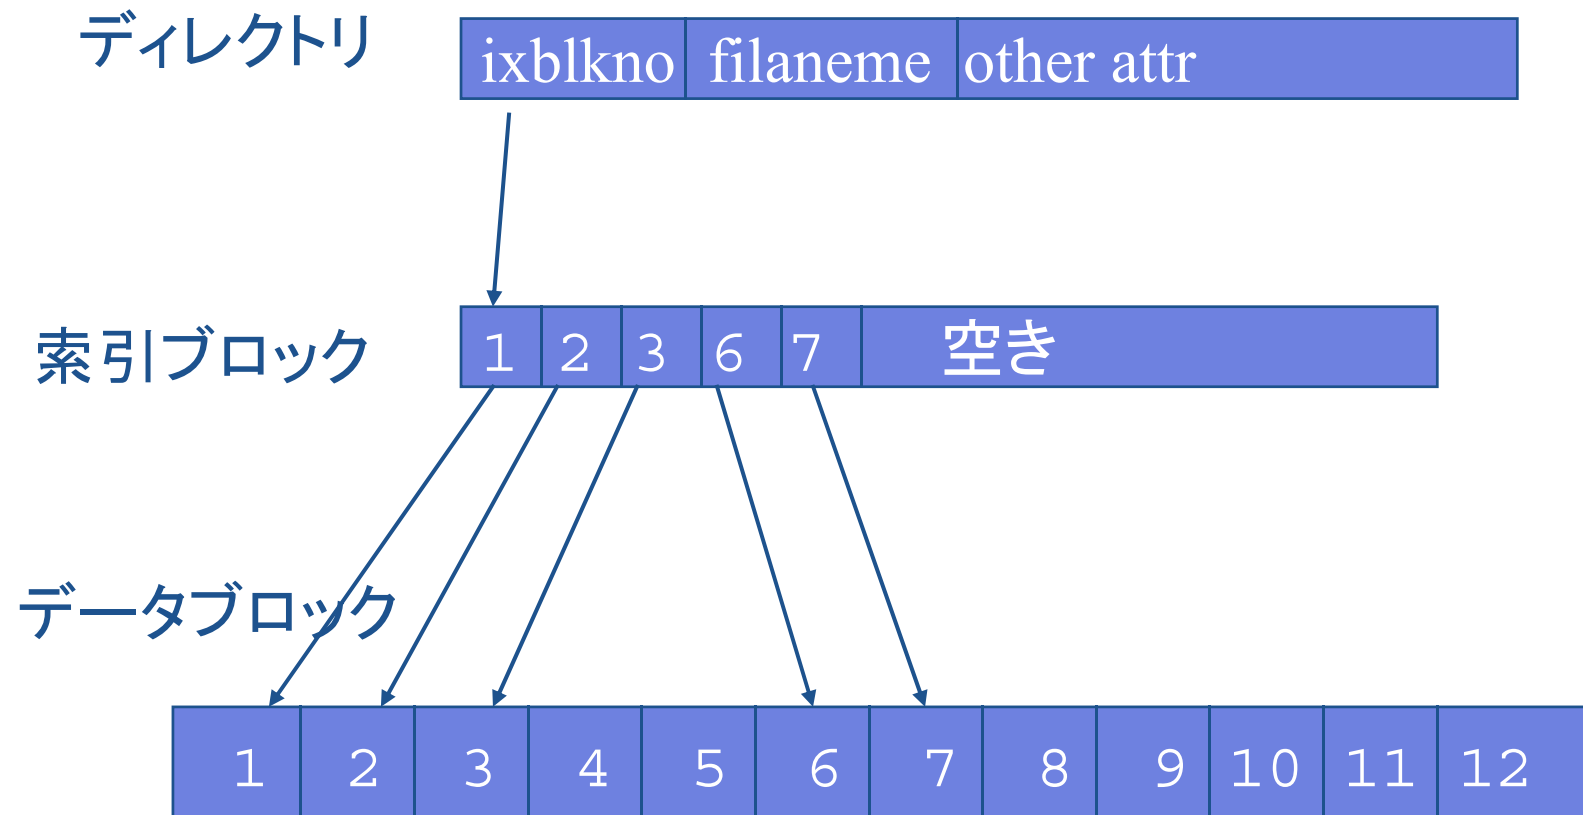 ディレクトリ ixblkno filaneme other attr
索引ブロック 1 2 3 6 7 空き
データブロック
1 2 3 4 5 6 7 8 9 10 11 12